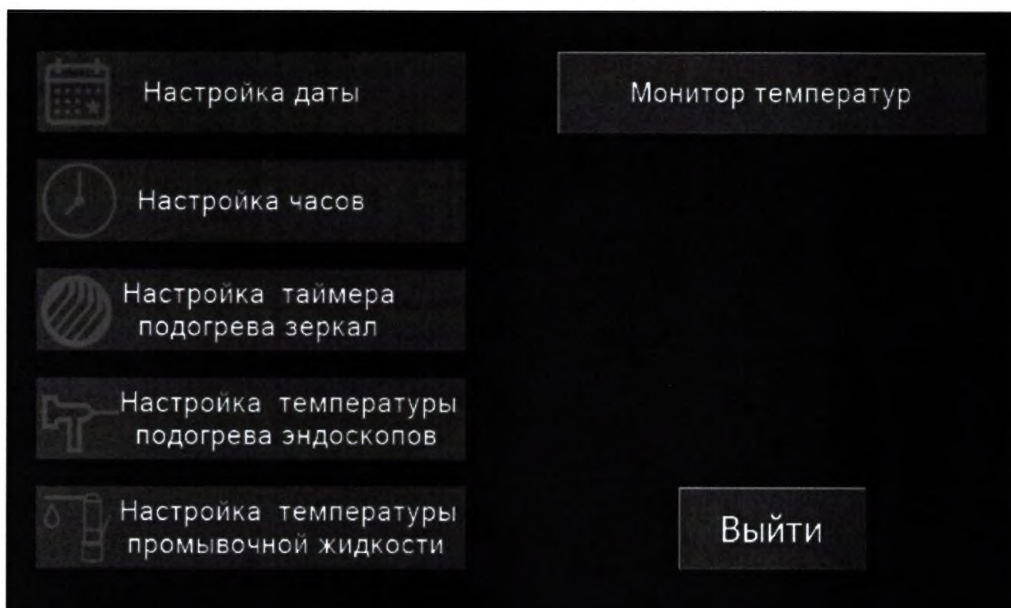 Настройка даты
Монитор температур
Настройка часов
Настройка таймера
подогрева зеркал
Настройка температуры
подогрева эндоскопов
Настройка температуры
промывочной жидкости
Выйти